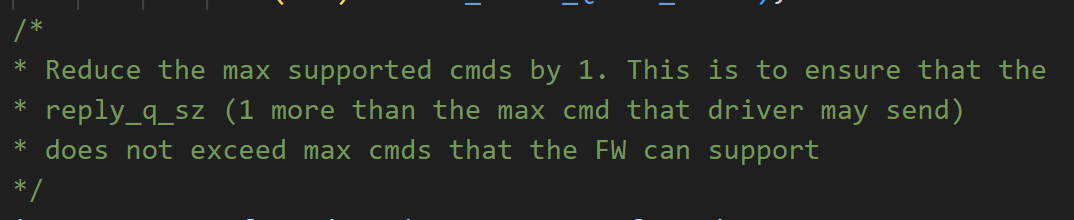 /*
* Reduce the max supported cmds by 1. This is to ensure that the
* reply_q_sz (1 more than the max cmd that driver may send)
* does not exceed max cmds that the FW can support
*/